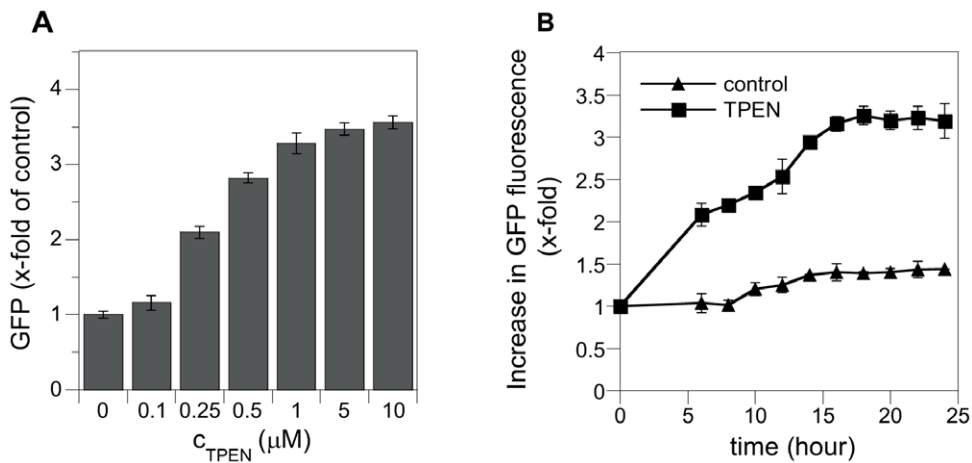 A
GFP (x-fold of control)
4
3
2
1
0
0 0.1 0.25 0.5 1 5 10
cTPEN (μM)
B
Increase in GFP fluorescence
(x-fold)
4
3.5
3
2.5
2
1.5
1
0.5
0
control
TPEN
0 5 10 15 20 25
time (hour)